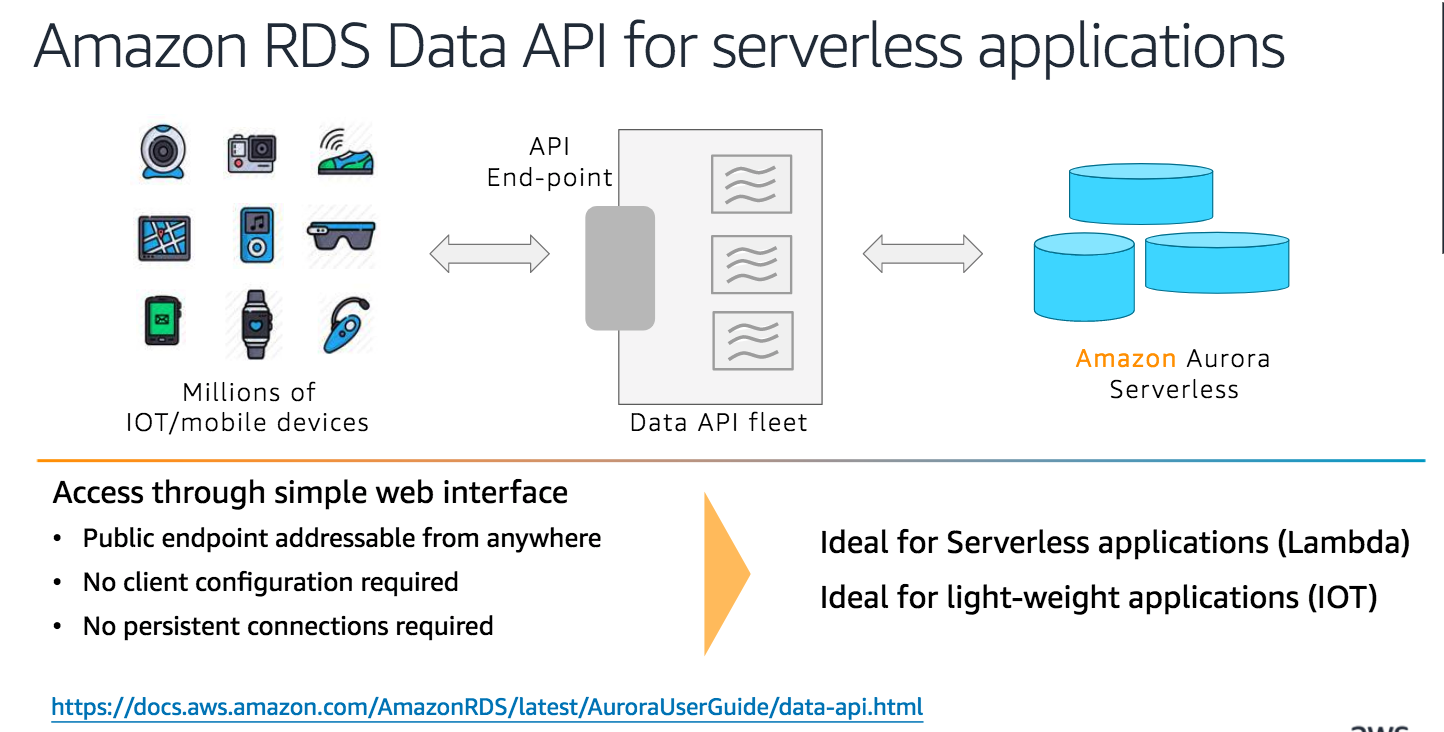 Amazon RDS Data API for serverless applications
API
End-point
Millions of
IOT/mobile devices
Data API fleet
Amazon Aurora
Serverless
Access through simple web interface
• Public endpoint addressable from anywhere
• No client configuration required
• No persistent connections required
Ideal for Serverless applications (Lambda)
Ideal for light-weight applications (IOT)
https://docs.aws.amazon.com/AmazonRDS/latest/AuroraUserGuide/data-api.html
aws